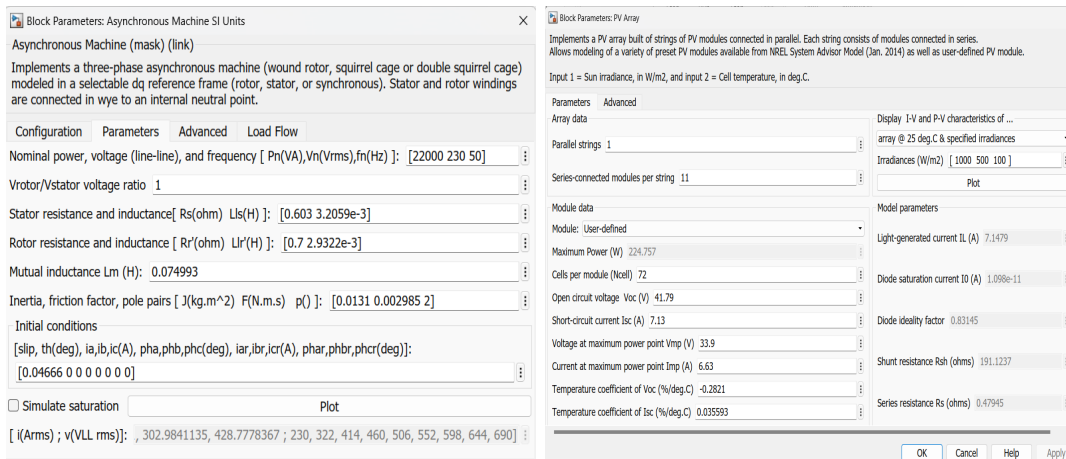 Block Parameters: Asynchronous Machine SI Units
Asynchronous Machine (mask) (link)
Implements a three-phase asynchronous machine (wound rotor, squirrel cage or double squirrel cage)
modeled in a selectable dq reference frame (rotor, stator, or synchronous). Stator and rotor windings
are connected in wye to an internal neutral point.
Configuration Parameters Advanced Load Flow
Nominal power, voltage (line-line), and frequency [ Pn(VA),Vn(Vrms),fn(Hz) ]: [22000 230 50]
Vrotor/Vstator voltage ratio 1
Stator resistance and inductance[ Rs(ohm) Lls(H) ]: [0.603 3.2059e-3]
Rotor resistance and inductance [ Rr'(ohm) Llr'(H) ]: [0.7 2.9322e-3]
Mutual inductance Lm (H): 0.074993
Inertia, friction factor, pole pairs [ J(kg.m^2) F(N.m.s) p() ]: [0.0131 0.002985 2]
Initial conditions
[slip, th(deg), ia,ib,ic(A), pha,phb,phc(deg), iar,ibr,icr(A), phar,phbr,phcr(deg)]:
[0.04666 0 0 0 0 0 0 0]
Simulate saturation Plot
[ i(Arms) ; v(VLL rms)]: , 302.9841135, 428.7778367 ; 230, 322, 414, 460, 506, 552, 598, 644, 690]
Block Parameters: PV Array
Implements a PV array built of strings of PV modules connected in parallel. Each string consists of modules connected in series.
Allows modeling of a variety of preset PV modules available from NREL System Advisor Model (Jan. 2014) as well as user-defined PV module.
Input 1 = Sun irradiance, in W/m2, and input 2 = Cell temperature, in deg.C.
Parameters Advanced
Array data
Parallel strings 1
Series-connected modules per string 11
Display I-V and P-V characteristics of ...
array @ 25 deg.C & specified irradiances
Irradiances (W/m2) [ 1000 500 100 ]
Plot
Module data
Module: User-defined
Maximum Power (W) 224.757
Cells per module (Ncell) 72
Open circuit voltage Voc (V) 41.79
Short-circuit current Isc (A) 7.13
Voltage at maximum power point Vmp (V) 33.9
Current at maximum power point Imp (A) 6.63
Temperature coefficient of Voc (%/deg.C) -0.2821
Temperature coefficient of Isc (%/deg.C) 0.035593
Model parameters
Light-generated current IL (A) 7.1479
Diode saturation current I0 (A) 1.098e-11
Diode ideality factor 0.83145
Shunt resistance Rsh (ohms) 191.1237
Series resistance Rs (ohms) 0.47945
OK Cancel Help Apply